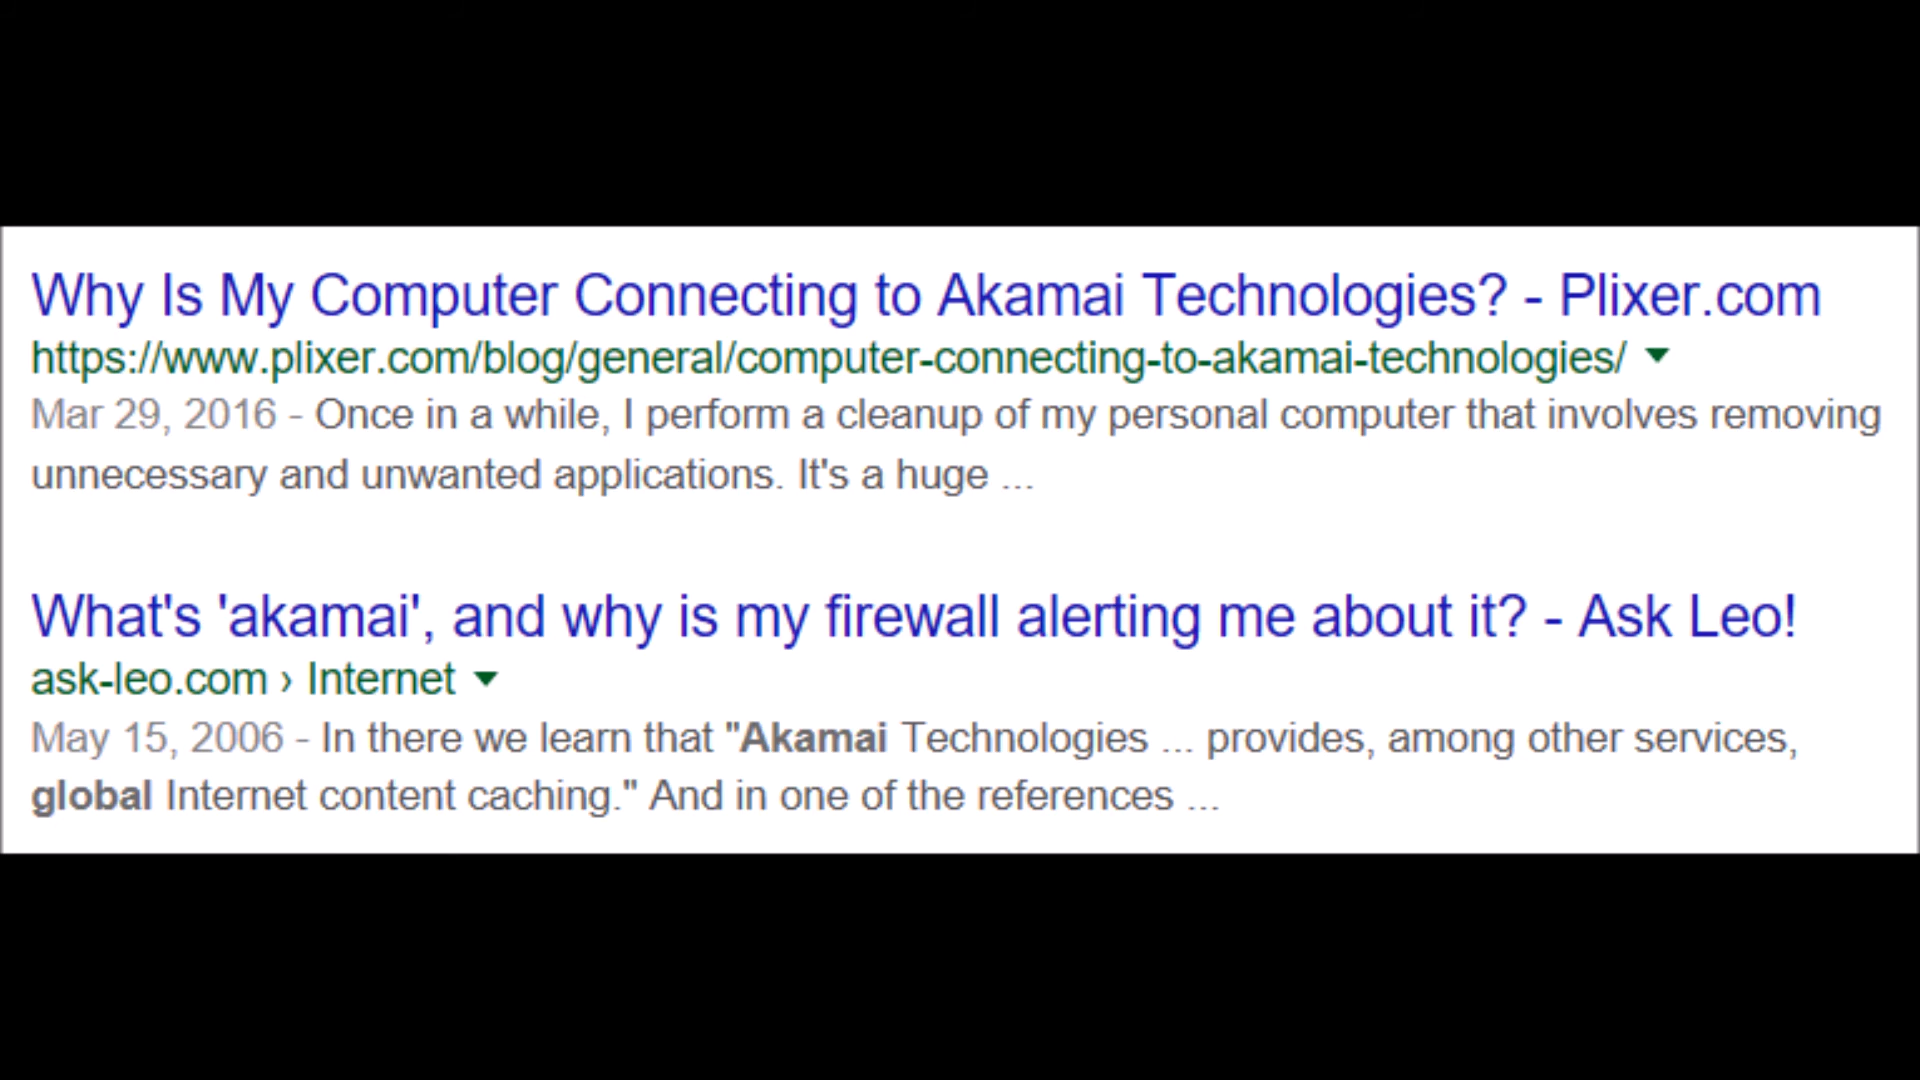 Why Is My Computer Connecting to Akamai Technologies? - Plixer.com
https://www.plixer.com/blog/general/computer-connecting-to-akamai-technologies/
Mar 29, 2016 - Once in a while, I perform a cleanup of my personal computer that involves removing
unnecessary and unwanted applications. It's a huge ...
What's 'akamai', and why is my firewall alerting me about it? - Ask Leo!
ask-leo.com › Internet
May 15, 2006 - In there we learn that "Akamai Technologies ... provides, among other services,
global Internet content caching." And in one of the references ...